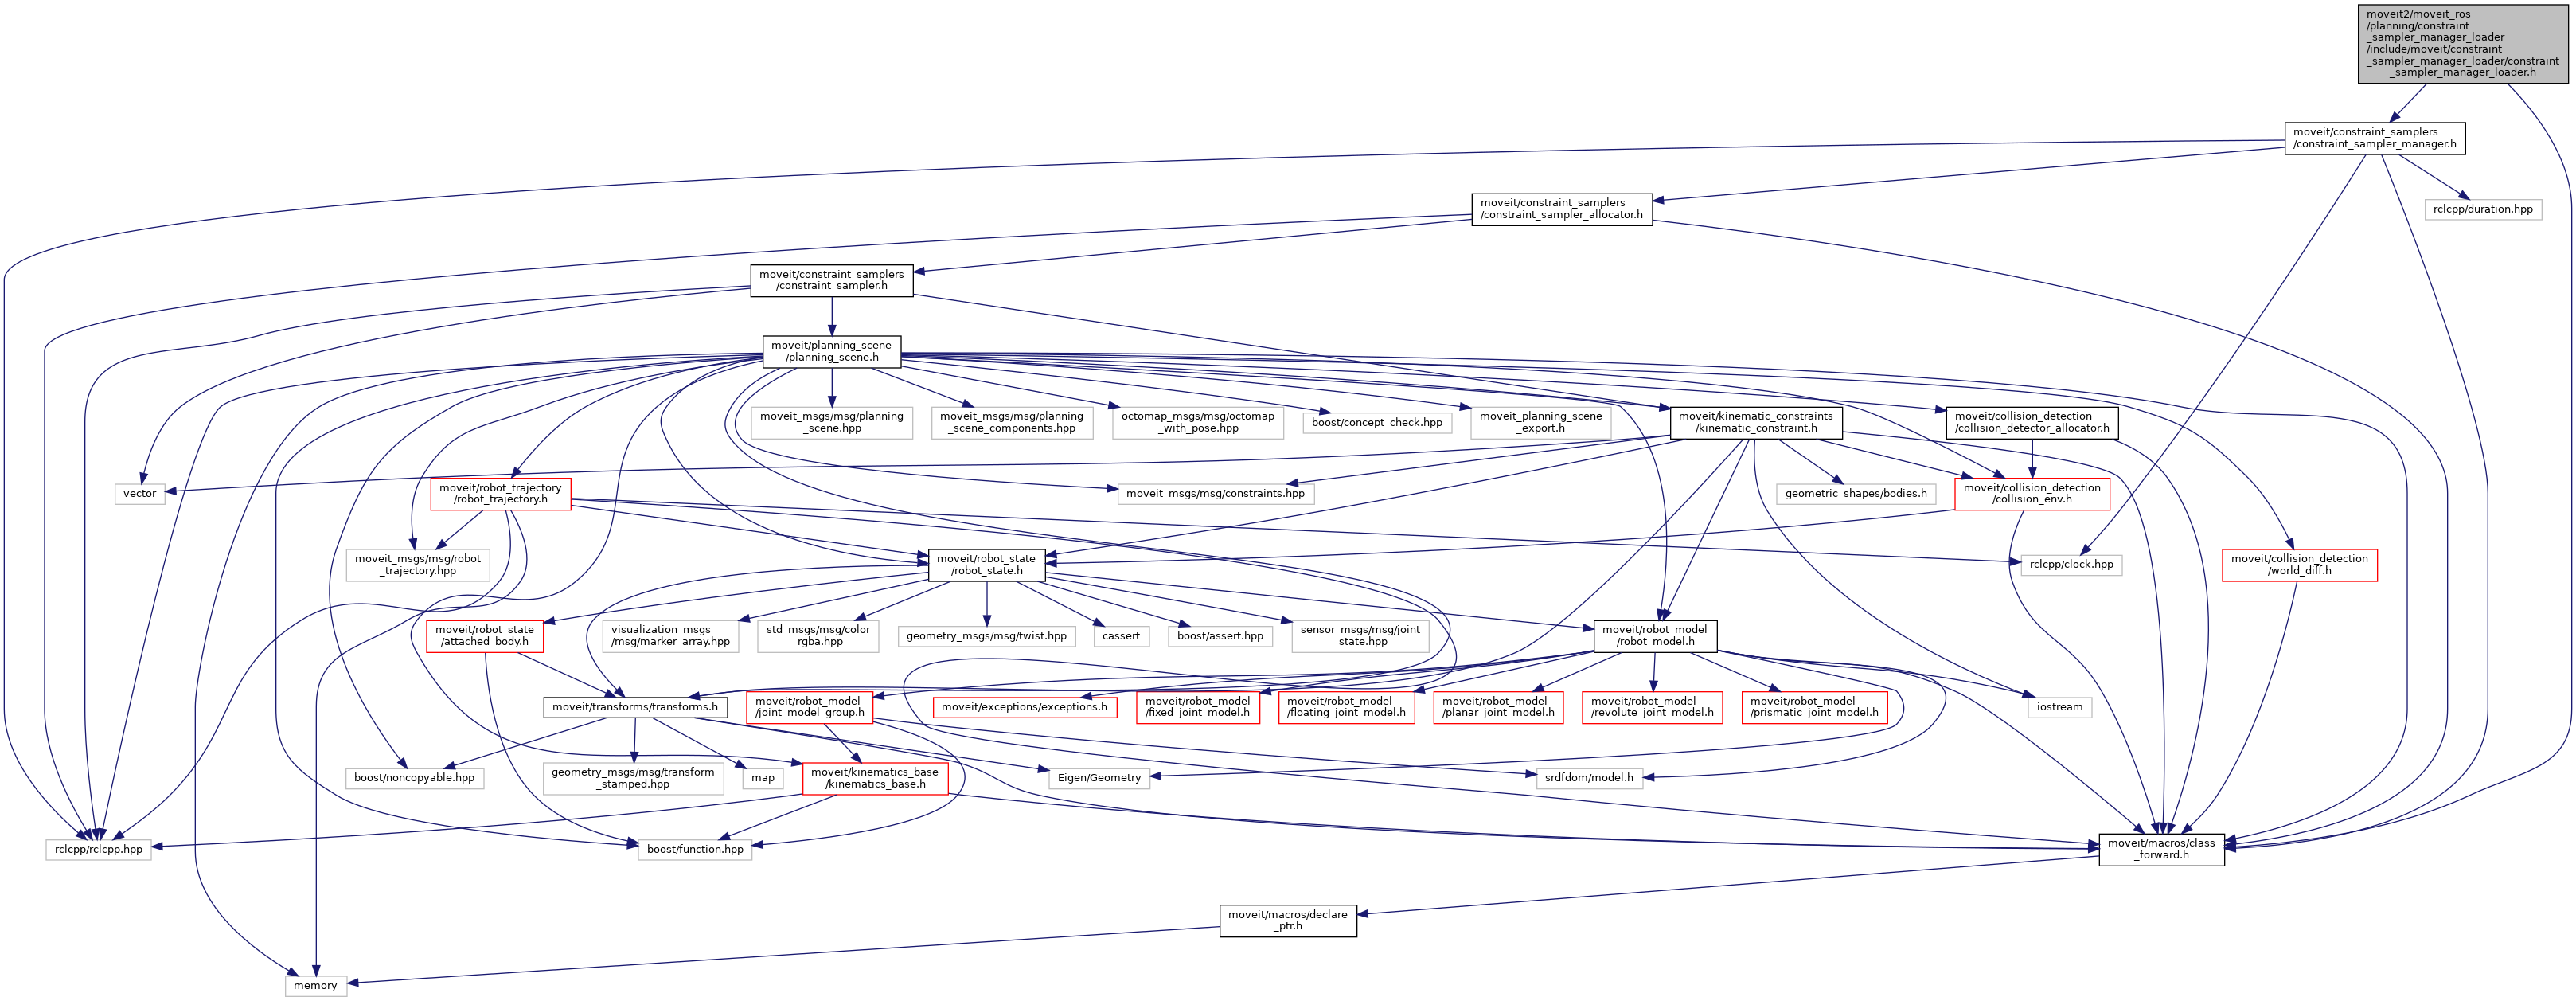 moveit2/moveit_ros
/planning/constraint
_sampler_manager_loader
/include/moveit/constraint
_sampler_manager_loader/constraint
_sampler_manager_loader.h
moveit/constraint_samplers
/constraint_sampler_manager.h
moveit/constraint_samplers
/constraint_sampler_allocator.h
rclcpp/duration.hpp
moveit/constraint_samplers
/constraint_sampler.h
moveit/planning_scene
/planning_scene.h
moveit_msgs/msg/planning
_scene.hpp
moveit_msgs/msg/planning
_scene_components.hpp
octomap_msgs/msg/octomap
_with_pose.hpp
boost/concept_check.hpp
moveit_planning_scene
_export.h
moveit/kinematic_constraints
/kinematic_constraint.h
moveit/collision_detection
/collision_detector_allocator.h
vector
moveit/robot_trajectory
/robot_trajectory.h
moveit_msgs/msg/constraints.hpp
geometric_shapes/bodies.h
moveit/collision_detection
/collision_env.h
moveit_msgs/msg/robot
_trajectory.hpp
moveit/robot_state
/robot_state.h
rclcpp/clock.hpp
moveit/collision_detection
/world_diff.h
moveit/robot_state
/attached_body.h
visualization_msgs
/msg/marker_array.hpp
std_msgs/msg/color
_rgba.hpp
geometry_msgs/msg/twist.hpp
cassert
boost/assert.hpp
sensor_msgs/msg/joint
_state.hpp
moveit/robot_model
/robot_model.h
moveit/transforms/transforms.h
moveit/robot_model
/joint_model_group.h
moveit/exceptions/exceptions.h
moveit/robot_model
/fixed_joint_model.h
moveit/robot_model
/floating_joint_model.h
moveit/robot_model
/planar_joint_model.h
moveit/robot_model
/revolute_joint_model.h
moveit/robot_model
/prismatic_joint_model.h
iostream
boost/noncopyable.hpp
geometry_msgs/msg/transform
_stamped.hpp
map
moveit/kinematics_base
/kinematics_base.h
Eigen/Geometry
srdfdom/model.h
rclcpp/rclcpp.hpp
boost/function.hpp
moveit/macros/class
_forward.h
moveit/macros/declare
_ptr.h
memory